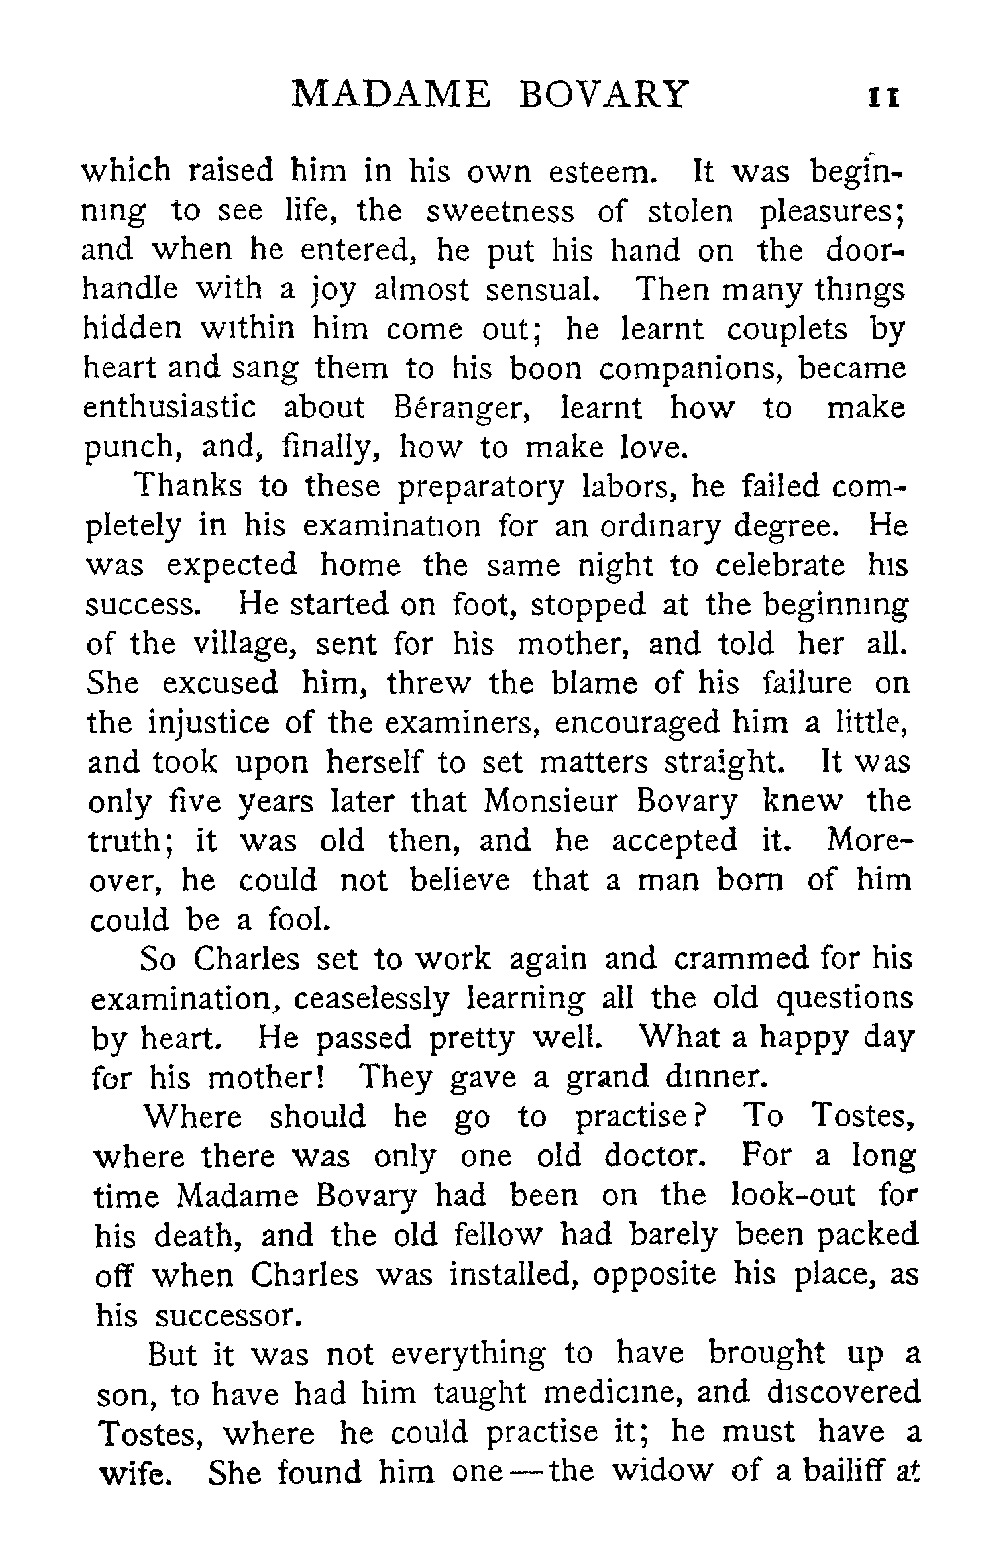 MADAME BOVARY 11
which raised him in his own esteem. It was begin-
ning to see life, the sweetness of stolen pleasures;
and when he entered, he put his hand on the door-
handle with a joy almost sensual. Then many things
hidden within him come out; he learnt couplets by
heart and sang them to his boon companions, became
enthusiastic about Béranger, learnt how to make
punch, and, finally, how to make love.
Thanks to these preparatory labors, he failed com-
pletely in his examination for an ordinary degree. He
was expected home the same night to celebrate his
success. He started on foot, stopped at the beginning
of the village, sent for his mother, and told her all.
She excused him, threw the blame of his failure on
the injustice of the examiners, encouraged him a little,
and took upon herself to set matters straight. It was
only five years later that Monsieur Bovary knew the
truth; it was old then, and he accepted it. More-
over, he could not believe that a man born of him
could be a fool.
So Charles set to work again and crammed for his
examination, ceaselessly learning all the old questions
by heart. He passed pretty well. What a happy day
for his mother! They gave a grand dinner.
Where should he go to practise? To Tostes,
where there was only one old doctor. For a long
time Madame Bovary had been on the look-out for
his death, and the old fellow had barely been packed
off when Charles was installed, opposite his place, as
his successor.
But it was not everything to have brought up a
son, to have had him taught medicine, and discovered
Tostes, where he could practise it; he must have a
wife. She found him one—the widow of a bailiff at